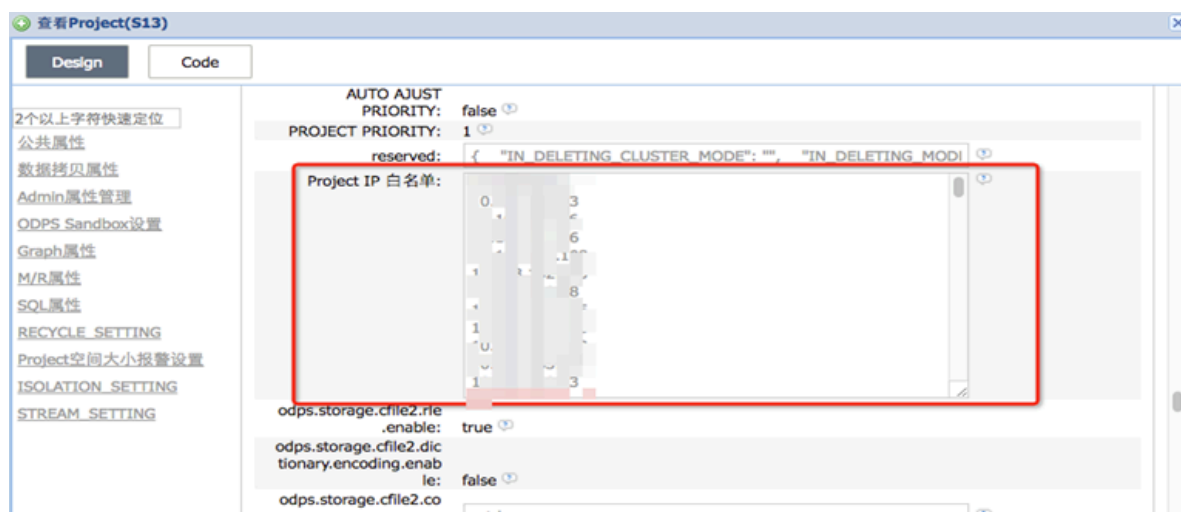 查看Project(S13)
Design
Code
2个以上字符快速定位
公共属性
数据拷贝属性
Admin属性管理
ODPS Sandbox设置
Graph属性
M/R属性
SQL属性
RECYCLE_SETTING
Project空间大小报警设置
ISOLATION_SETTING
STREAM_SETTING
AUTO AJUST
PRIORITY: false
PROJECT PRIORITY: 1
reserved: { "IN_DELETING_CLUSTER_MODE": "", "IN_DELETING_MODI
Project IP 白名单:
odps.storage.cfile2.rle
.enable: true
odps.storage.cfile2.dic
tionary.encoding.enab
le: false
odps.storage.cfile2.co